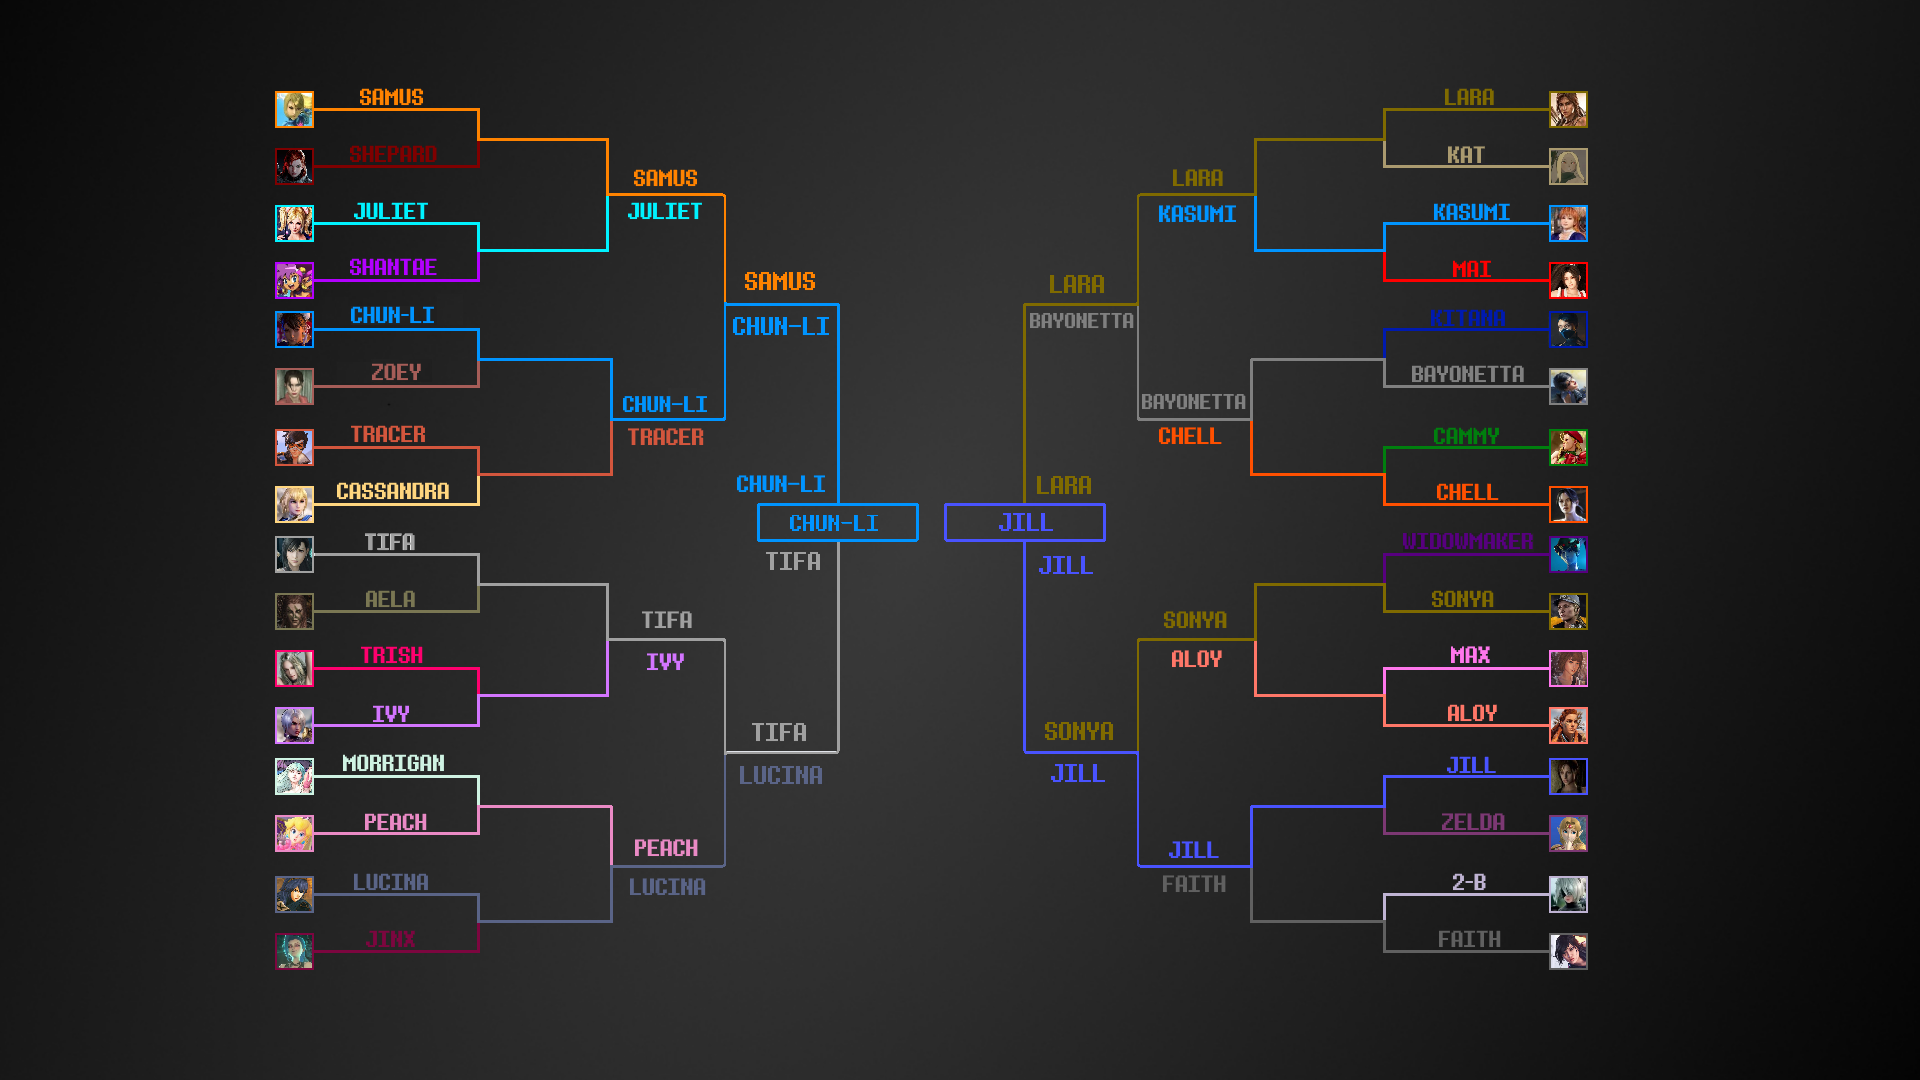 SAMUS
SHEPARD
JULIET
SHANTAE
CHUN-LI
ZOEY
TRACER
CASSANDRA
TIFA
AELA
TRISH
IVY
MORRIGAN
PEACH
LUCINA
JINX
SAMUS
JULIET
CHUN-LI
TRACER
TIFA
IVY
PEACH
LUCINA
SAMUS
CHUN-LI
TIFA
LUCINA
CHUN-LI
CHUN-LI
TIFA
LARA
JILL
JILL
LARA
BAYONETTA
SONYA
JILL
LARA
KASUMI
BAYONETTA
CHELL
SONYA
ALOY
JILL
FAITH
LARA
KAT
KASUMI
MAI
KITANA
BAYONETTA
CAMMY
CHELL
WIDOWMAKER
SONYA
MAX
ALOY
JILL
ZELDA
2-B
FAITH